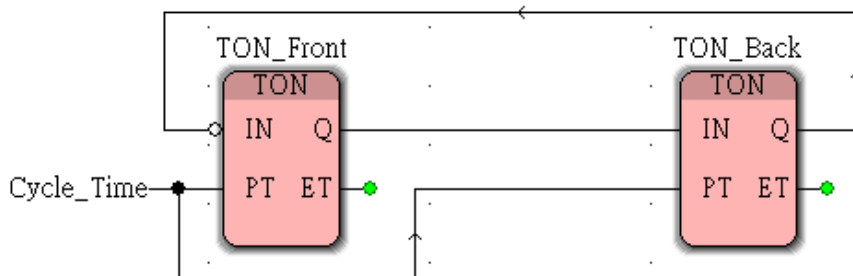 TON_Front TON_Back
TON TON
IN Q IN Q
Cycle_Time PT ET PT ET